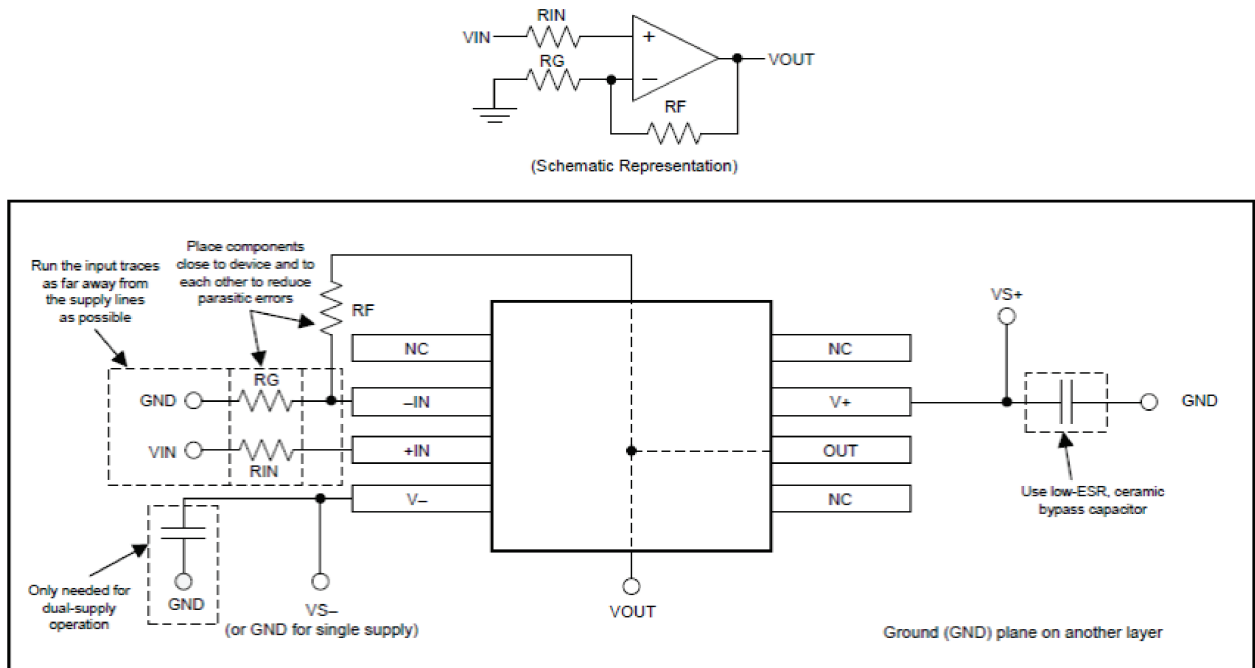 RIN
VIN
+
RG
−
VOUT
RF
(Schematic Representation)
Run the input traces
as far away from
the supply lines
as possible
Place components
close to device and to
each other to reduce
parasitic errors
RF
VS+
NC
NC
RG
GND
–IN
V+
GND
VIN
+IN
OUT
RIN
V–
NC
Use low-ESR, ceramic
bypass capacitor
Only needed for
dual-supply
operation
GND
VS–
(or GND for single supply)
VOUT
Ground (GND) plane on another layer